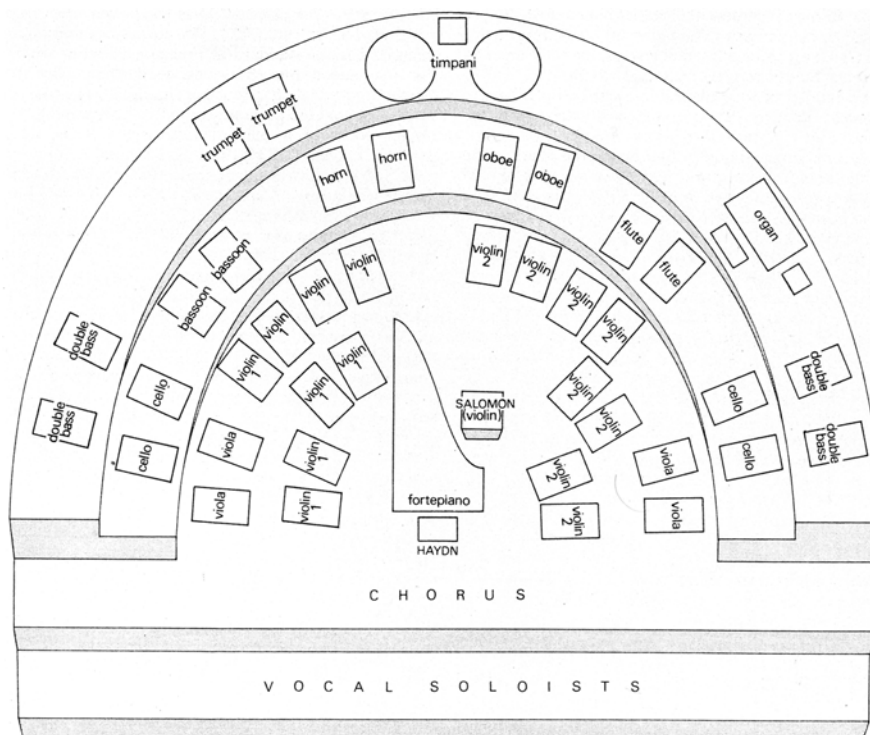 timpani
trumpet
trumpet
horn
horn
oboe
oboe
organ
flute
flute
bassoon
bassoon
violin
1
violin
1
violin
2
violin
2
violin
2
violin
2
violin
1
violin
1
violin
1
violin
1
double
bass
double
bass
cello
cello
violin
2
violin
2
SALOMON
(violin)
double
bass
double
bass
cello
cello
viola
viola
violin
1
violin
1
violin
2
violin
2
viola
viola
fortepiano
HAYDN
CHORUS
VOCAL SOLOISTS